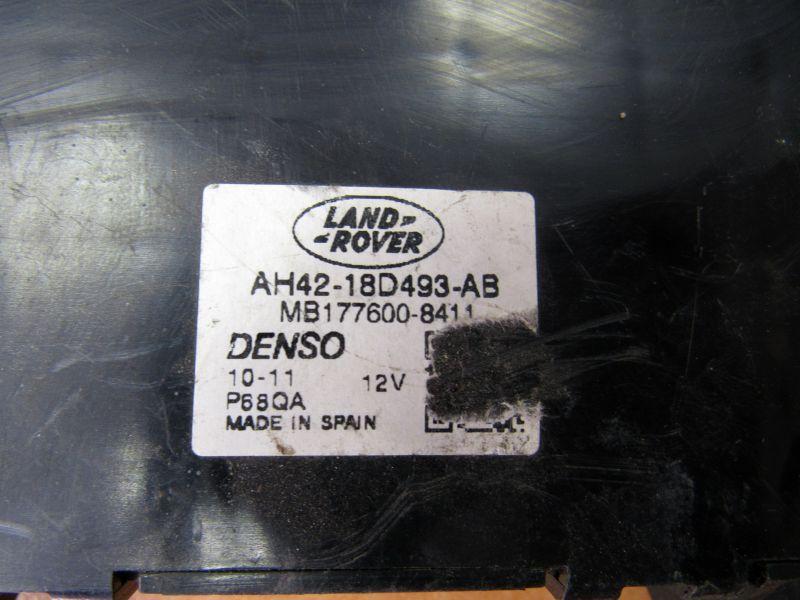 LAND-
-ROVER
AH42-18D493-AB
MB177600-8411
DENSO
10-11 12V
P68QA
MADE IN SPAIN